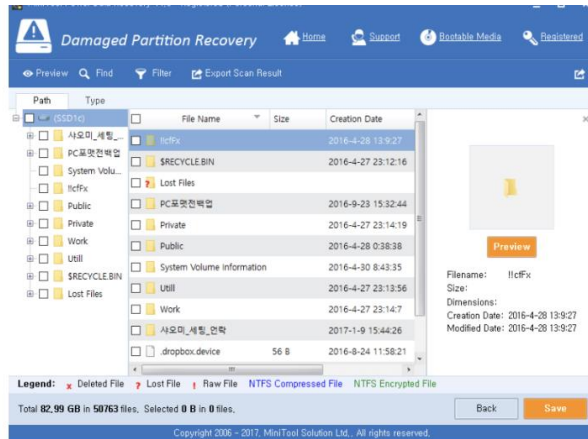 Damaged Partition Recovery
Home
Support
Bootable Media
Registered
Preview Find Filter Export Scan Result
Path Type
(SSD1c)
샤오미_세팅_...
PC포맷전백업
System Volu...
!!cfFx
Public
Private
Work
Utill
$RECYCLE.BIN
Lost Files
File Name Size Creation Date
!!cfFx 2016-4-28 13:9:27
$RECYCLE.BIN 2016-4-27 23:12:16
Lost Files
PC포맷전백업 2016-9-23 15:32:44
Private 2016-4-27 23:14:19
Public 2016-4-28 0:38:38
System Volume Information 2016-4-30 8:43:35
Utill 2016-4-27 23:13:56
Work 2016-4-27 23:14:7
샤오미_세팅_언락 2017-1-9 15:44:26
.dropbox.device 56 B 2016-8-24 11:58:21
Preview
Filename: !!cfFx
Size:
Dimensions:
Creation Date: 2016-4-28 13:9:27
Modified Date: 2016-4-28 13:9:27
Legend: x Deleted File ? Lost File ! Raw File NTFS Compressed File NTFS Encrypted File
Total 82,99 GB in 50763 files, Selected 0 B in 0 files,
Back
Save
Copyright 2006 - 2017, MiniTool Solution Ltd,, All rights reserved,